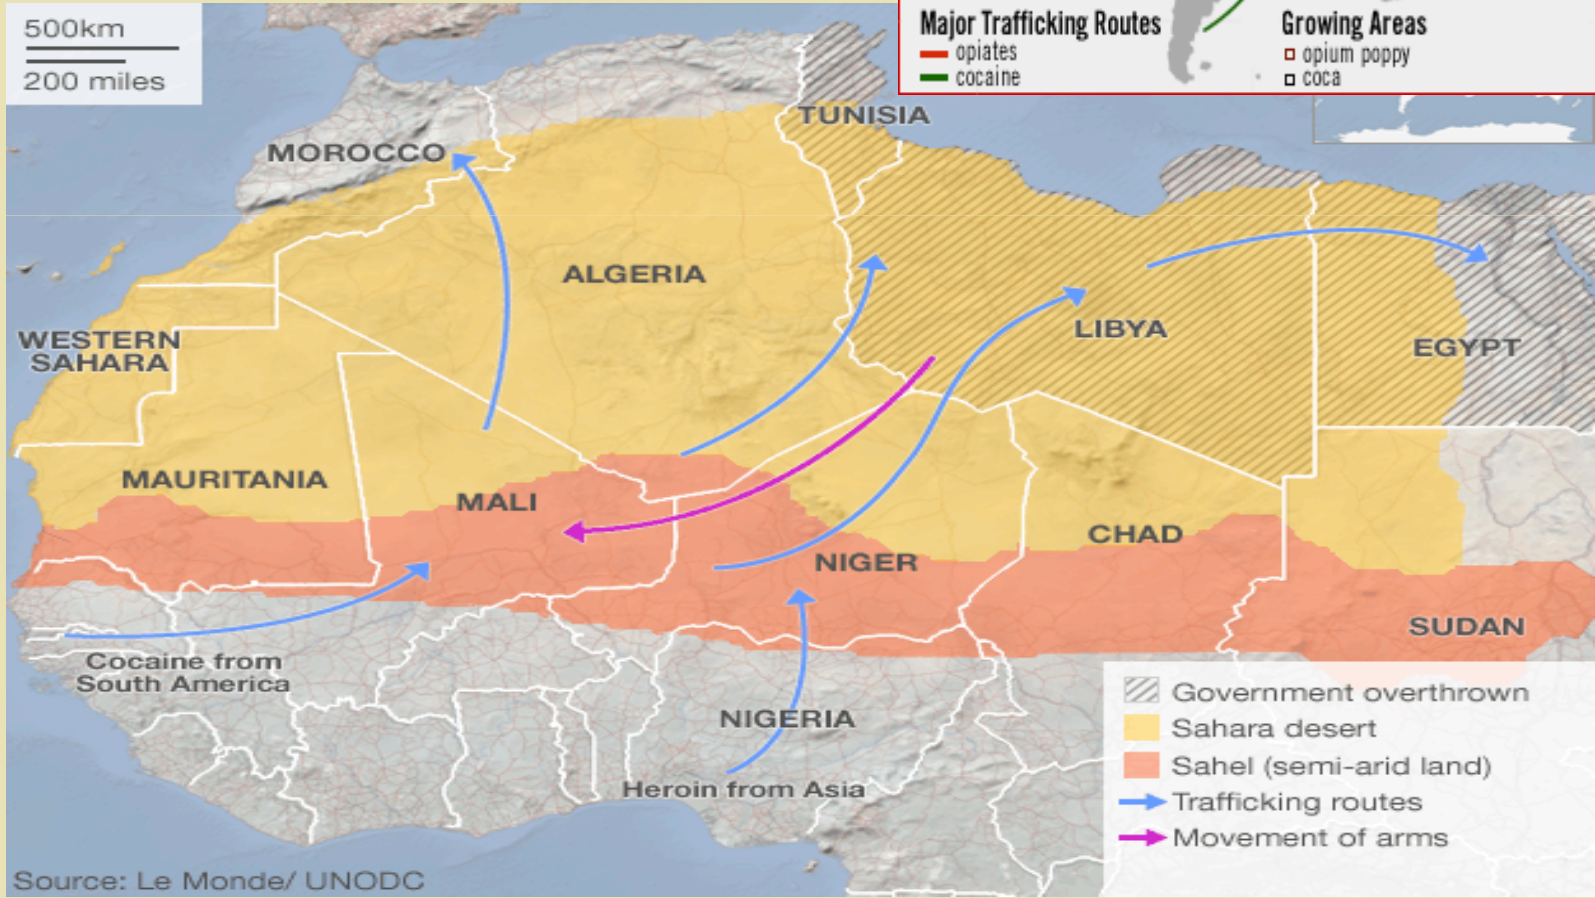 500km
200 miles
Major Trafficking Routes
opiates
cocaine
Growing Areas
opium poppy
coca
TUNISIA
MOROCCO
ALGERIA
WESTERN
SAHARA
LIBYA
EGYPT
MAURITANIA
MALI
CHAD
NIGER
SUDAN
Cocaine from
South America
NIGERIA
Heroin from Asia
Government overthrown
Sahara desert
Sahel (semi-arid land)
Trafficking routes
Movement of arms
Source: Le Monde/ UNODC